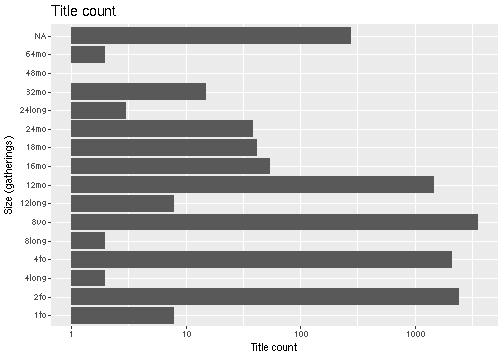 Title count
NA
64mo
48mo
32mo
24long
24mo
18mo
16mo
12mo
12long
8vo
8long
4to
4long
2fo
1to
Size (gatherings)
1 10 100 1000
Title count